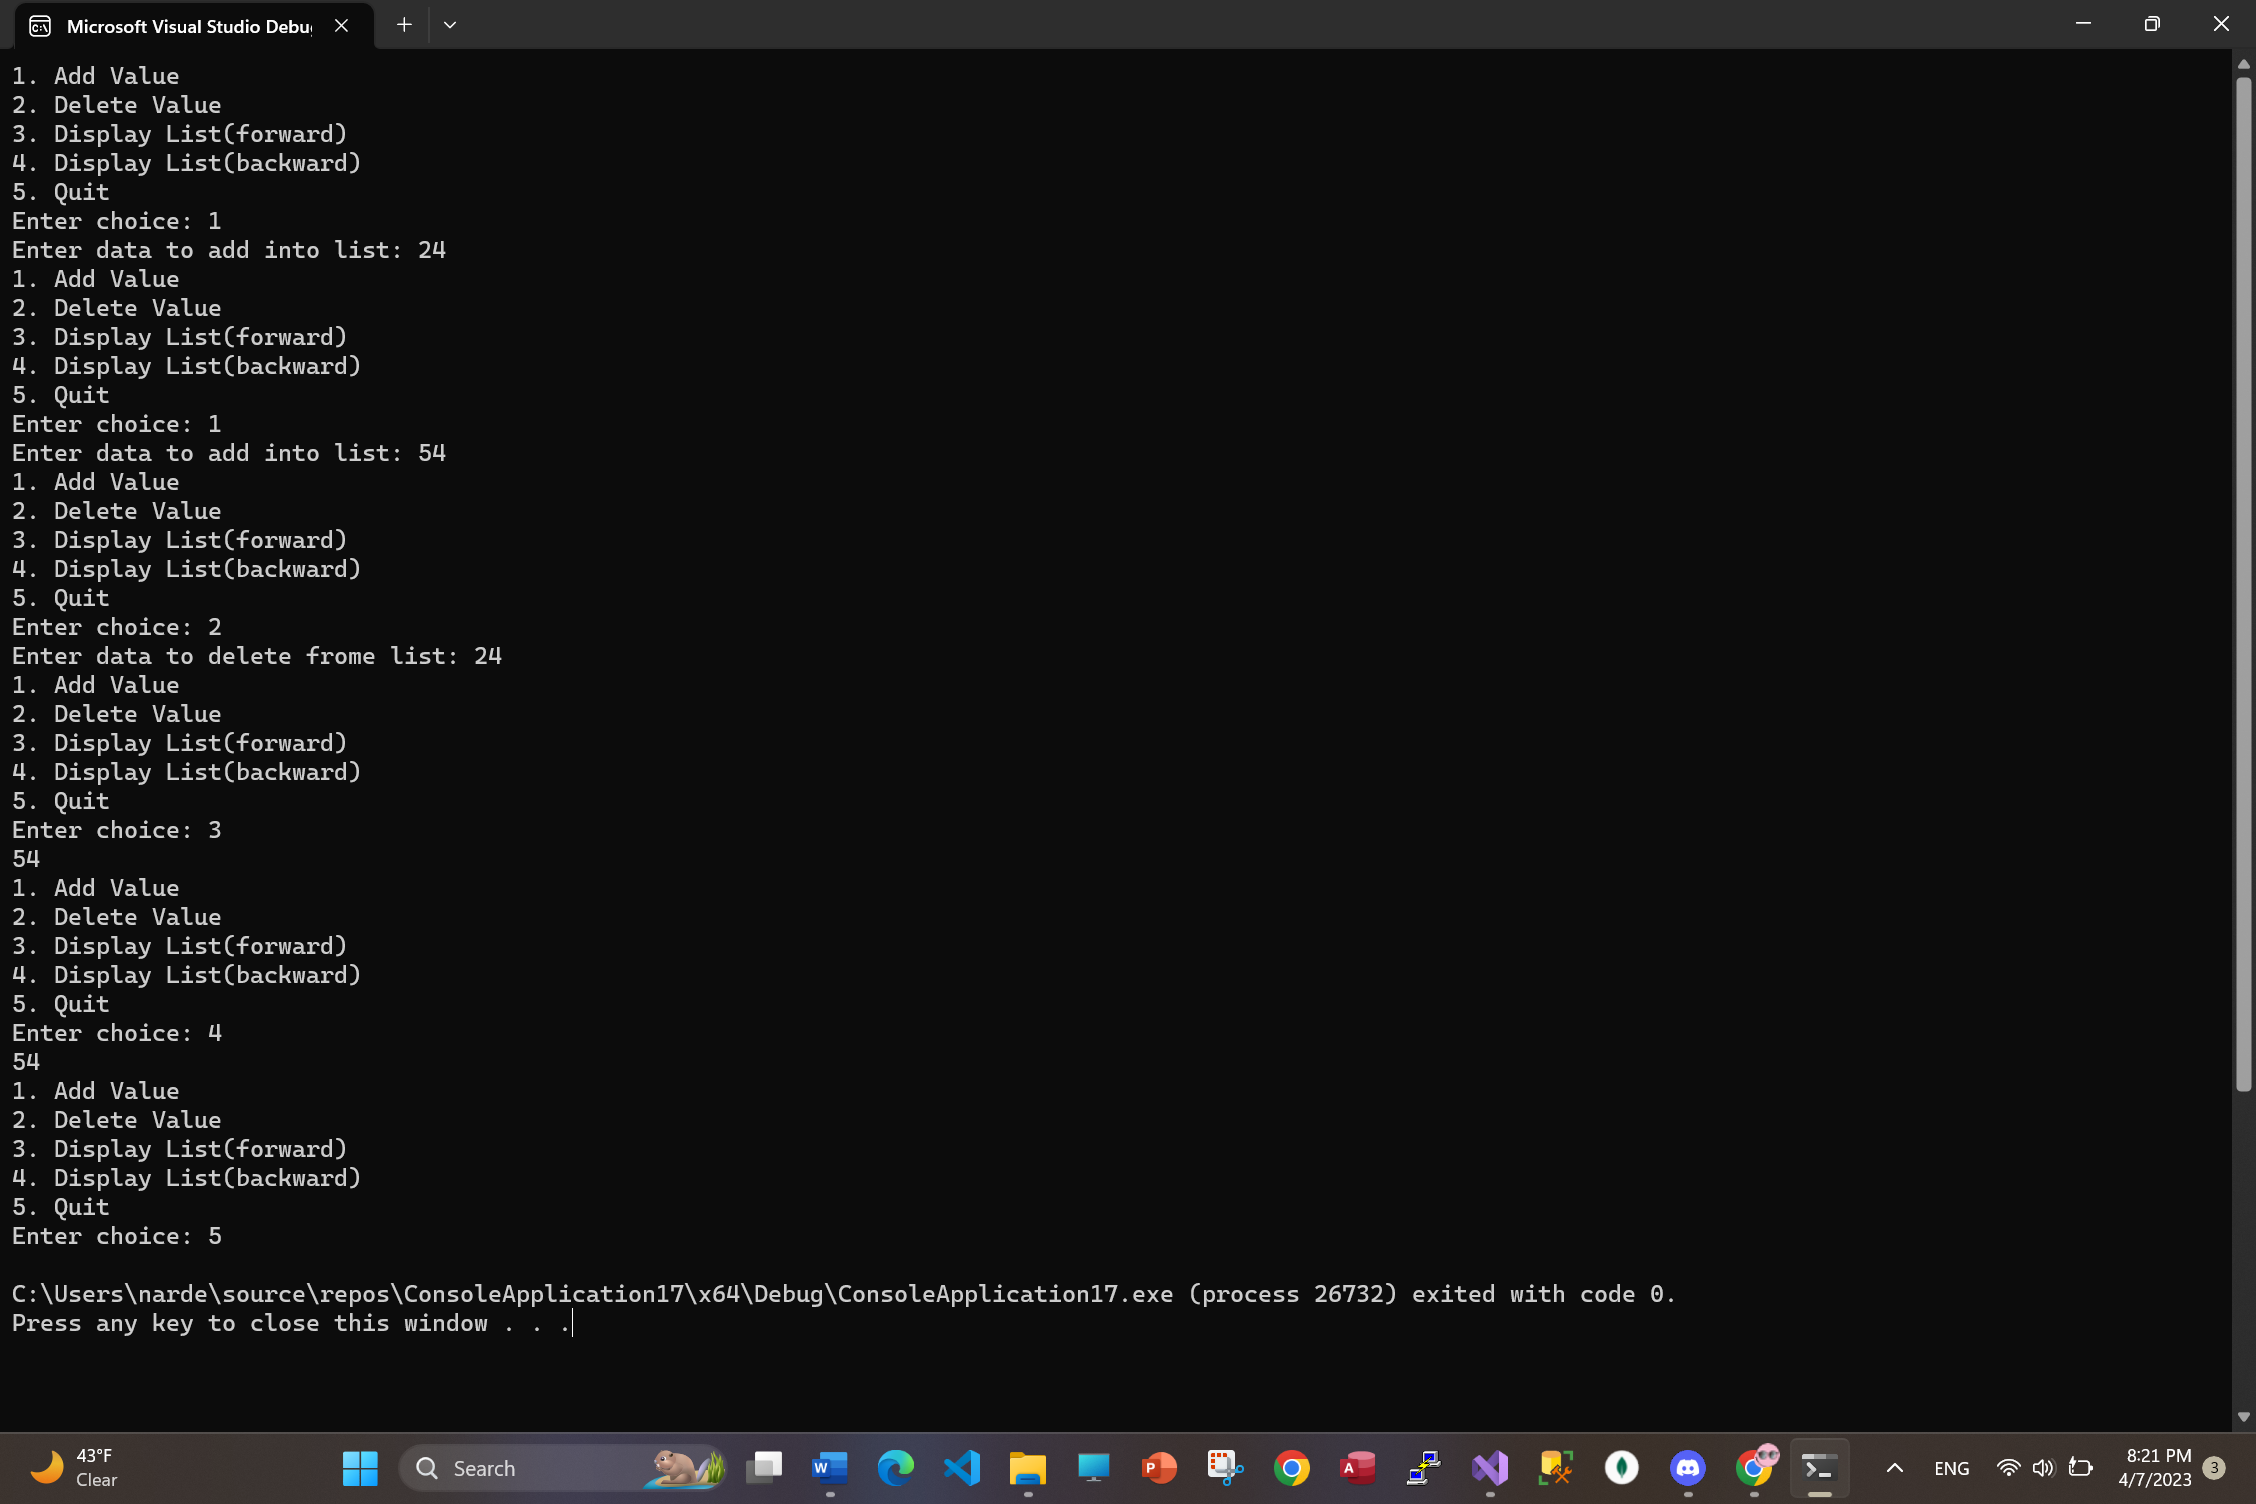 Microsoft Visual Studio Debu
1. Add Value
2. Delete Value
3. Display List(forward)
4. Display List(backward)
5. Quit
Enter choice: 1
Enter data to add into list: 24
1. Add Value
2. Delete Value
3. Display List(forward)
4. Display List(backward)
5. Quit
Enter choice: 1
Enter data to add into list: 54
1. Add Value
2. Delete Value
3. Display List(forward)
4. Display List(backward)
5. Quit
Enter choice: 2
Enter data to delete frome list: 24
1. Add Value
2. Delete Value
3. Display List(forward)
4. Display List(backward)
5. Quit
Enter choice: 3
54
1. Add Value
2. Delete Value
3. Display List(forward)
4. Display List(backward)
5. Quit
Enter choice: 4
54
1. Add Value
2. Delete Value
3. Display List(forward)
4. Display List(backward)
5. Quit
Enter choice: 5
C:\Users\narde\source\repos\ConsoleApplication17\x64\Debug\ConsoleApplication17.exe (process 26732) exited with code 0.
Press any key to close this window . . .
43°F
Clear
Search
ENG
8:21 PM
4/7/2023
3